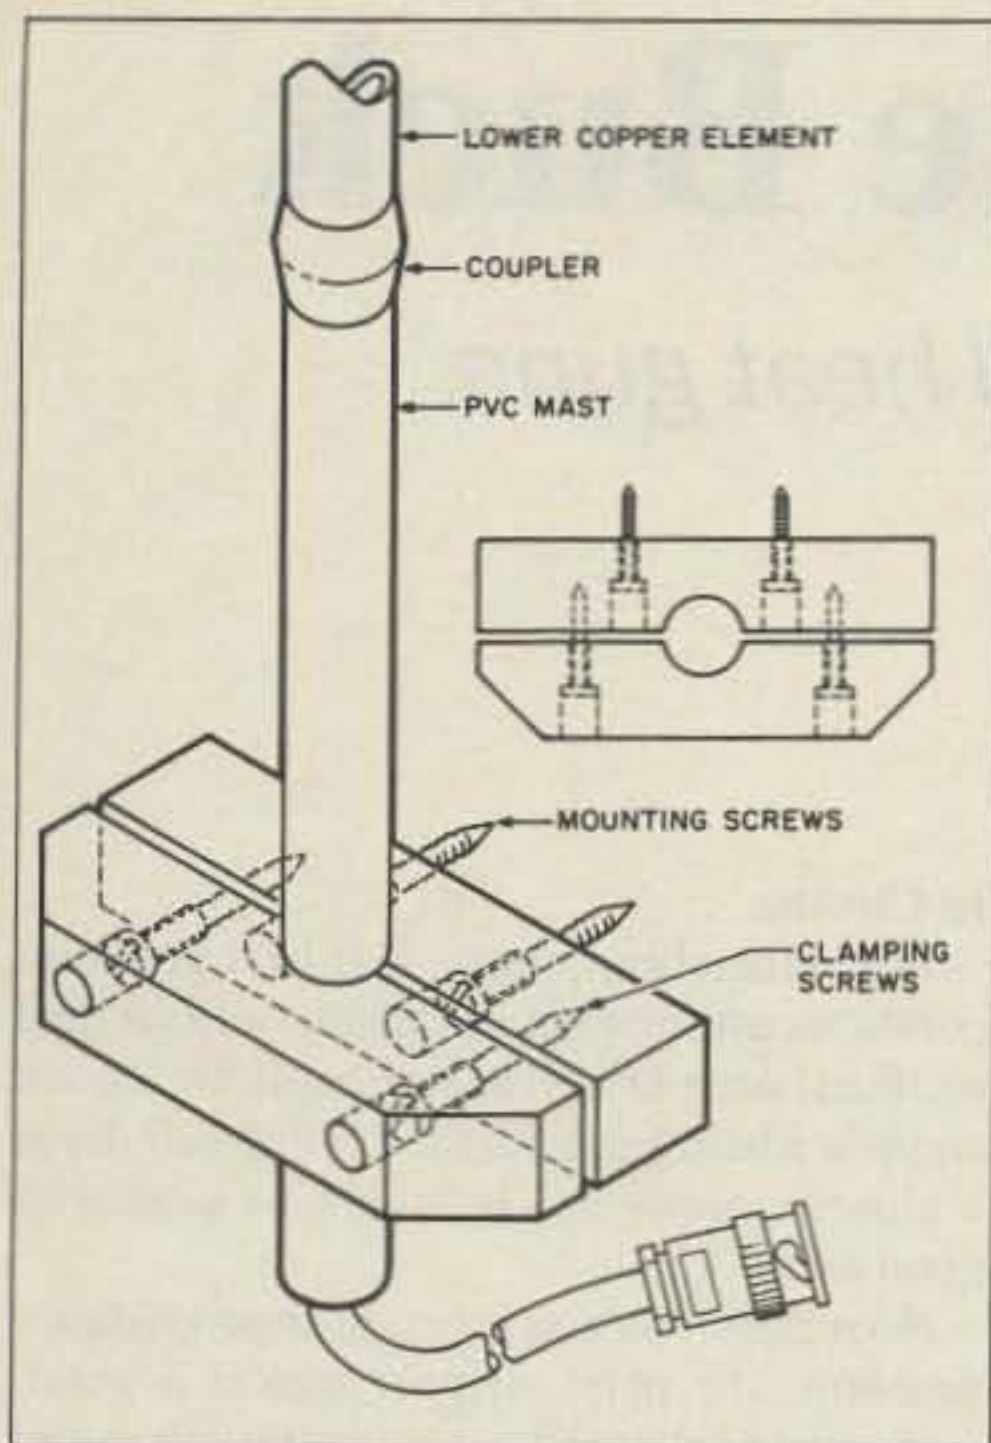 LOWER COPPER ELEMENT
COUPLER
PVC MAST
MOUNTING SCREWS
CLAMPING
SCREWS